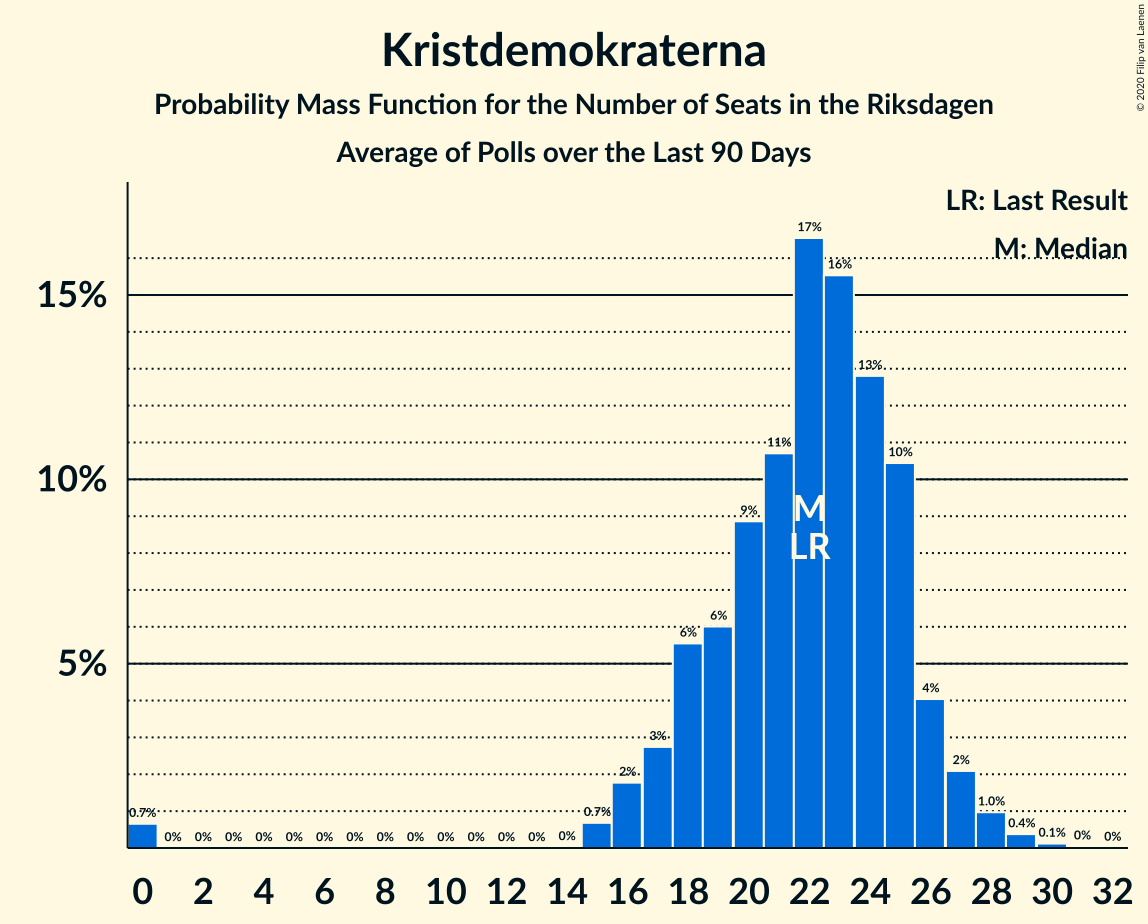 Kristdemokraterna
Probability Mass Function for the Number of Seats in the Riksdagen
Average of Polls over the Last 90 Days
© 2020 Filip van Laenen
LR: Last Result
M: Median
15%
10%
5%
0.7% 0% 0% 0% 0% 0% 0% 0% 0% 0% 0% 0% 0% 0% 0% 0.7% 2% 3% 6% 6% 9% 11% 17% 16% 13% 10% 4% 2% 1.0% 0.4% 0.1% 0% 0%
M
LR
0 2 4 6 8 10 12 14 16 18 20 22 24 26 28 30 32